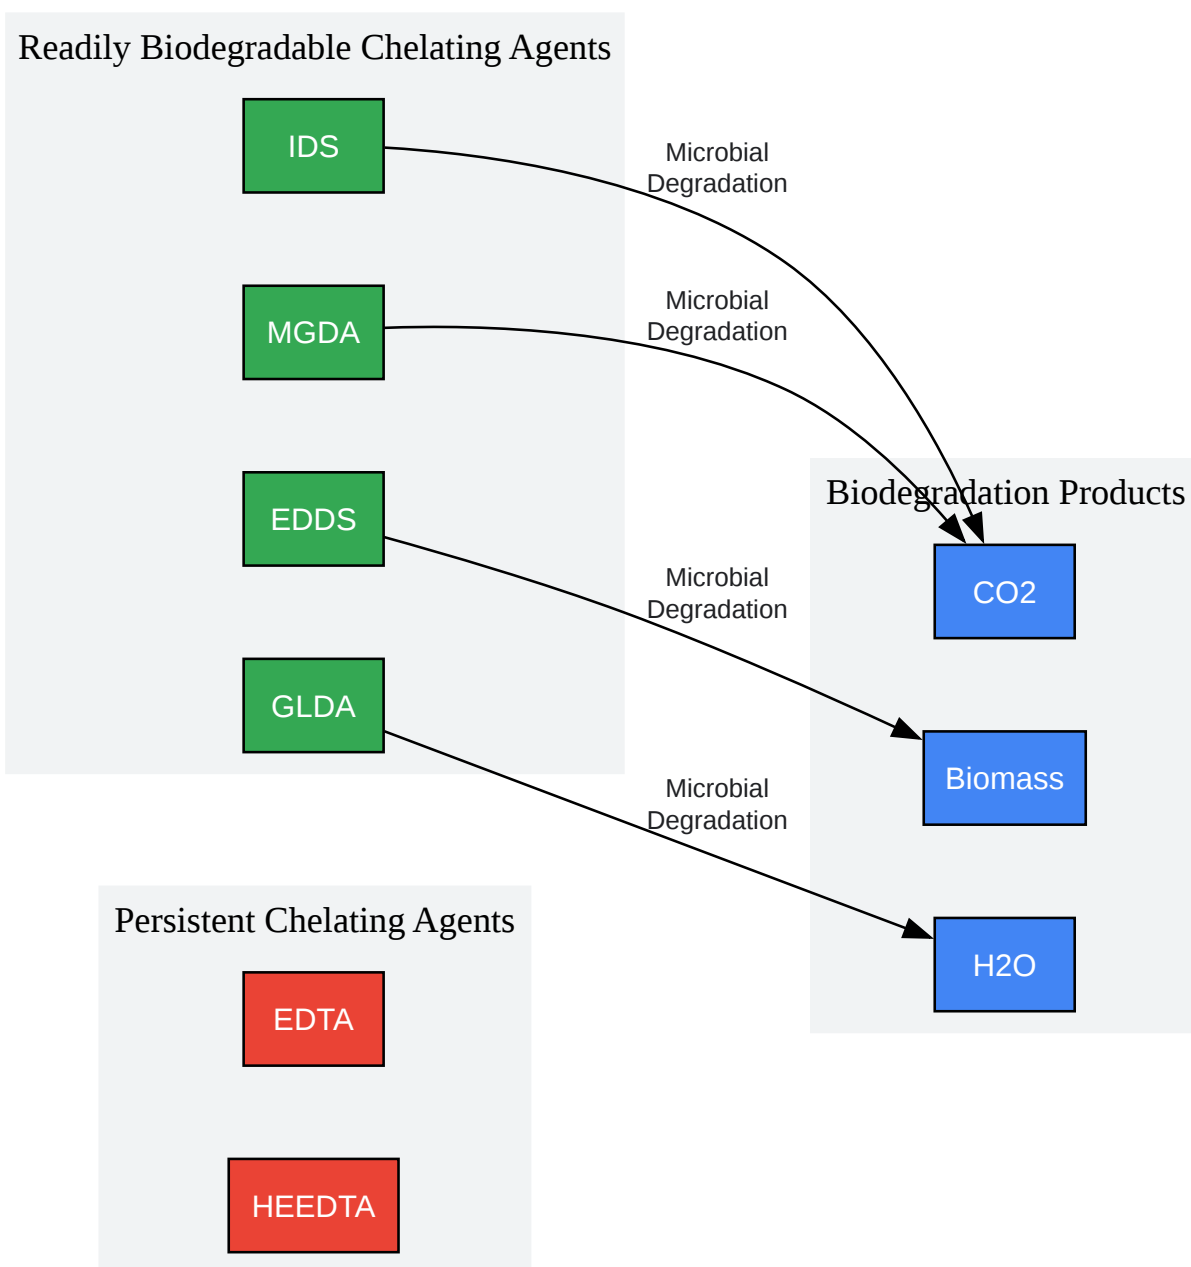 Readily Biodegradable Chelating Agents
IDS
MGDA
EDDS
GLDA
Microbial
Degradation
Microbial
Degradation
Microbial
Degradation
Microbial
Degradation
Biodegradation Products
CO2
Biomass
H2O
Persistent Chelating Agents
EDTA
HEEDTA